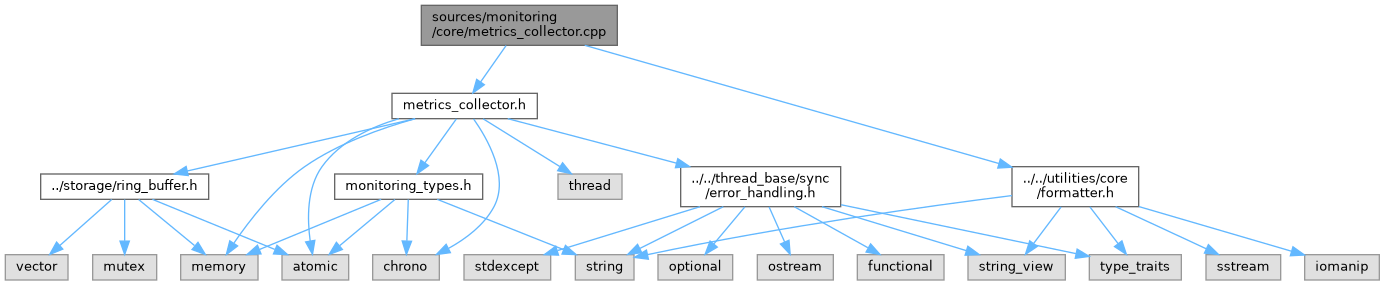 sources/monitoring
/core/metrics_collector.cpp
metrics_collector.h
../storage/ring_buffer.h
monitoring_types.h
thread
../../thread_base/sync
/error_handling.h
../../utilities/core
/formatter.h
vector
mutex
memory
atomic
chrono
stdexcept
string
optional
ostream
functional
string_view
type_traits
sstream
iomanip